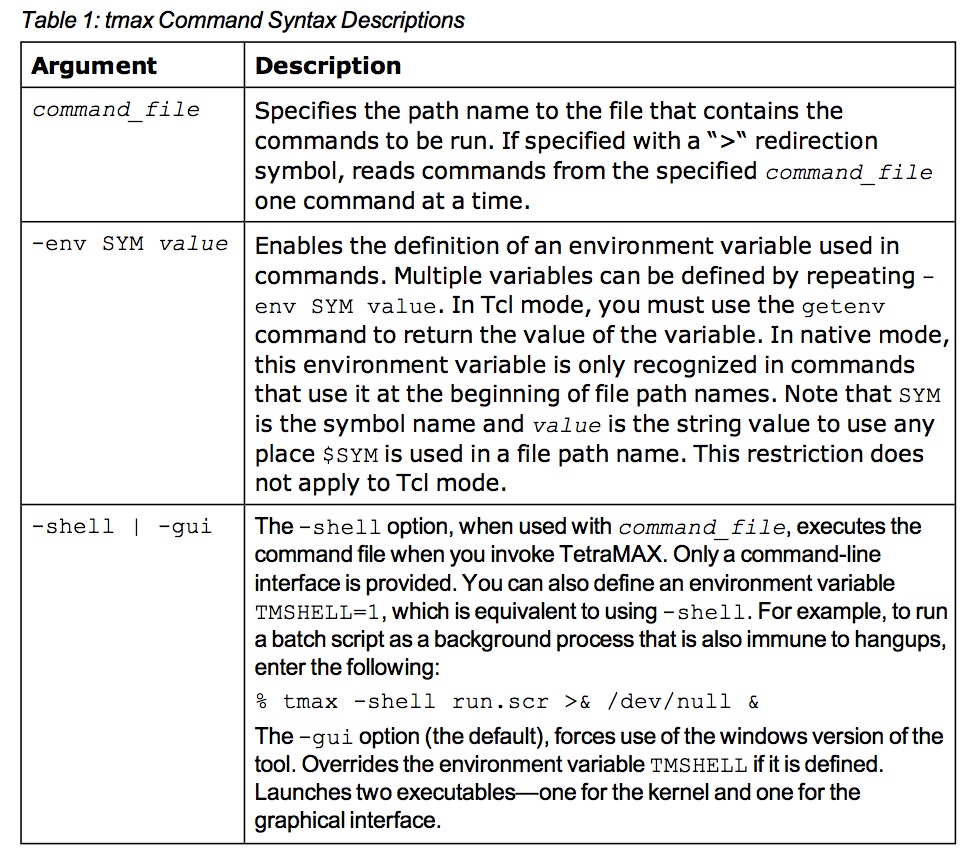 Table 1: tmax Command Syntax Descriptions
Argument
Description
command_file
Specifies the path name to the file that contains the
commands to be run. If specified with a “>“ redirection
symbol, reads commands from the specified command_file
one command at a time.
-env SYM value
Enables the definition of an environment variable used in
commands. Multiple variables can be defined by repeating -
env SYM value. In Tcl mode, you must use the getenv
command to return the value of the variable. In native mode,
this environment variable is only recognized in commands
that use it at the beginning of file path names. Note that SYM
is the symbol name and value is the string value to use any
place $SYM is used in a file path name. This restriction does
not apply to Tcl mode.
-shell | -gui
The -shell option, when used with command_file, executes the
command file when you invoke TetraMAX. Only a command-line
interface is provided. You can also define an environment variable
TMSHELL=1, which is equivalent to using -shell. For example, to run
a batch script as a background process that is also immune to hangups,
enter the following:
% tmax -shell run.scr >& /dev/null &
The -gui option (the default), forces use of the windows version of the
tool. Overrides the environment variable TMSHELL if it is defined.
Launches two executables—one for the kernel and one for the
graphical interface.